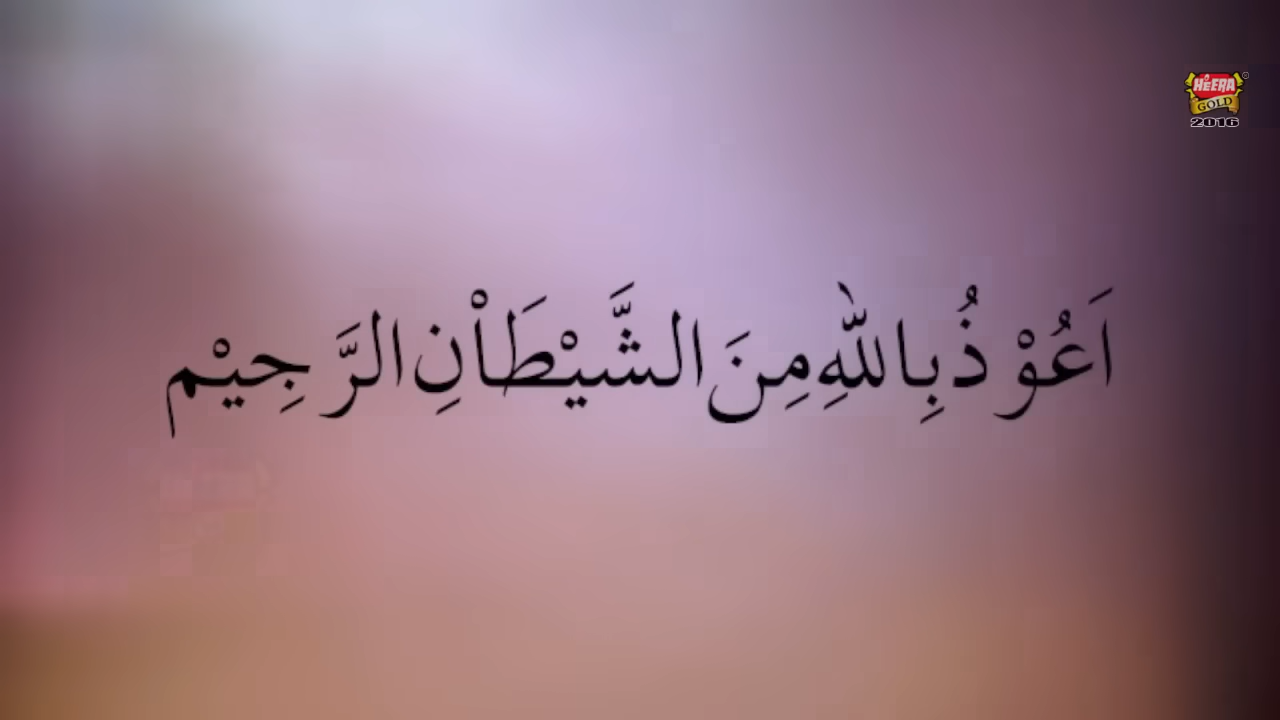 HEERA
GOLD
2016
اَعُوْذُ بِاللّٰهِ مِنَ الشَّيْطَاْنِ الرَّجِيْم